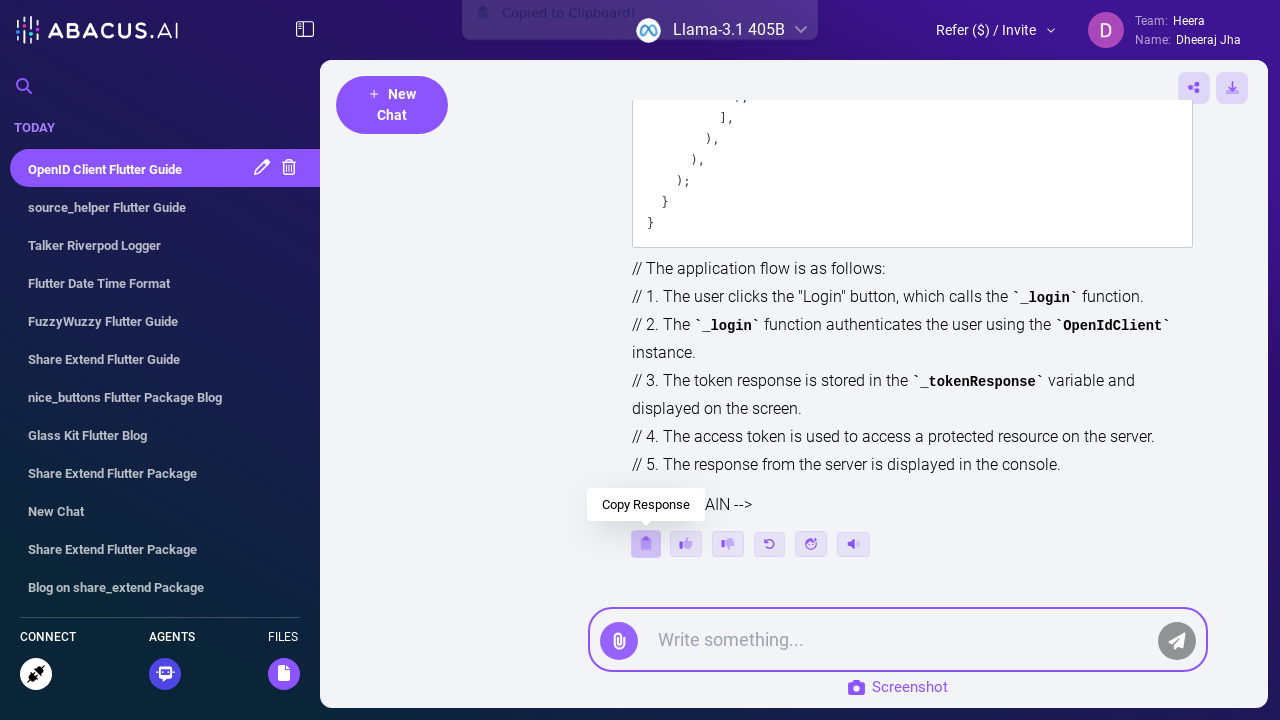 ABACUS.AI
Copied to Clipboard!
Llama-3.1 405B
Refer ($) / Invite
D
Team: Heera
Name: Dheeraj Jha
TODAY
OpenID Client Flutter Guide
source_helper Flutter Guide
Talker Riverpod Logger
Flutter Date Time Format
FuzzyWuzzy Flutter Guide
Share Extend Flutter Guide
nice_buttons Flutter Package Blog
Glass Kit Flutter Blog
Share Extend Flutter Package
New Chat
Share Extend Flutter Package
Blog on share_extend Package
CONNECT AGENTS FILES
+ New
Chat
),
],
),
),
);
}
}
// The application flow is as follows:
// 1. The user clicks the "Login" button, which calls the `_login` function.
// 2. The `_login` function authenticates the user using the `OpenIdClient`
instance.
// 3. The token response is stored in the `_tokenResponse` variable and
displayed on the screen.
// 4. The access token is used to access a protected resource on the server.
// 5. The response from the server is displayed in the console.
AIN -->
Copy Response
Write something...
Screenshot